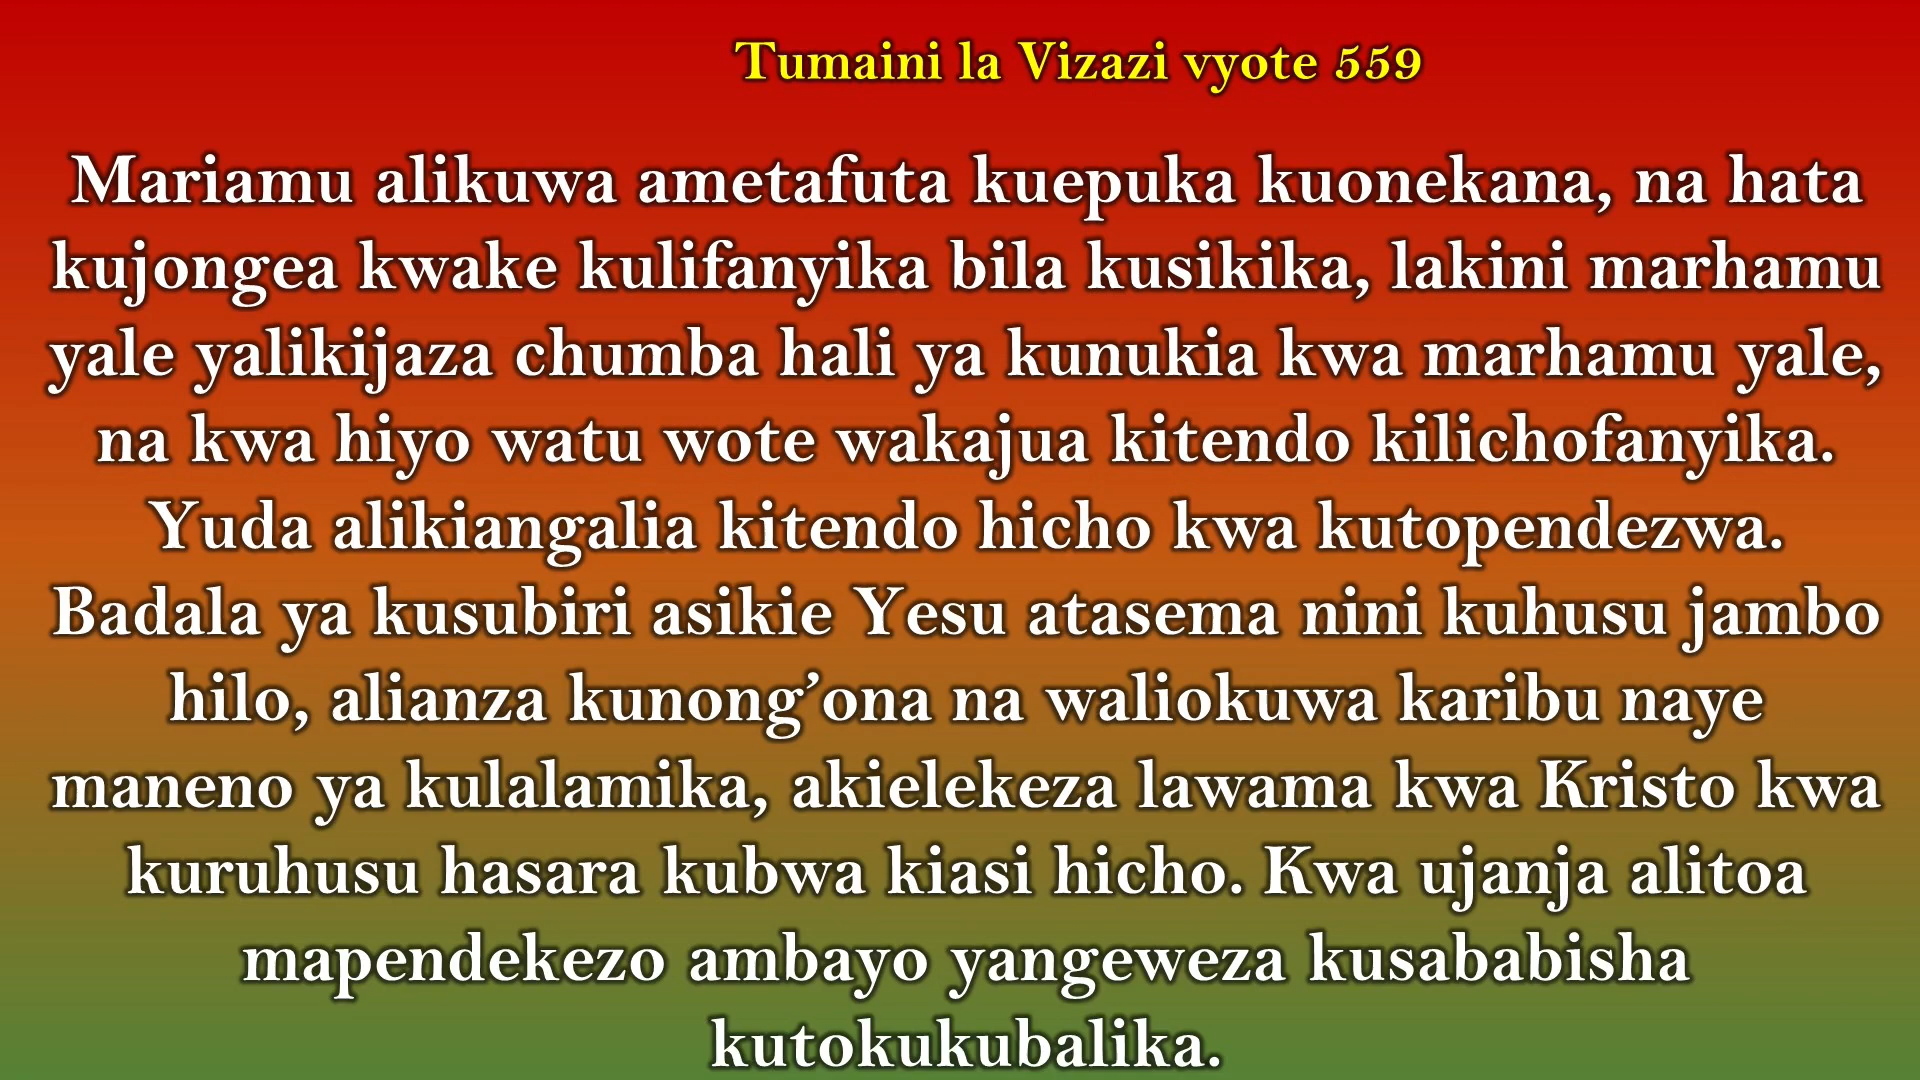 Tumaini la Vizazi vyote 559
Mariamu alikuwa ametafuta kuepuka kuonekana, na hata
kujongea kwake kulifanyika bila kusikika, lakini marhamu
yale yalikijaza chumba hali ya kunukia kwa marhamu yale,
na kwa hiyo watu wote wakajua kitendo kilichofanyika.
Yuda alikiangalia kitendo hicho kwa kutopendezwa.
Badala ya kusubiri asikie Yesu atasema nini kuhusu jambo
hilo, alianza kunong’ona na waliokuwa karibu naye
maneno ya kulalamika, akielekeza lawama kwa Kristo kwa
kuruhusu hasara kubwa kiasi hicho. Kwa ujanja alitoa
mapendekezo ambayo yangeweza kusababisha
kutokukubalika.